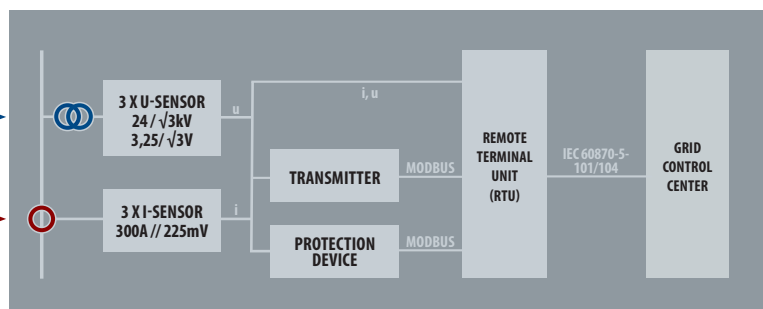 3 X U-SENSOR
24 / √3kV
3,25/ √3V
u
i, u
3 X I-SENSOR
300A // 225mV
i
TRANSMITTER
MODBUS
PROTECTION
DEVICE
MODBUS
REMOTE
TERMINAL
UNIT
(RTU)
IEC 60870-5-
101/104
GRID
CONTROL
CENTER